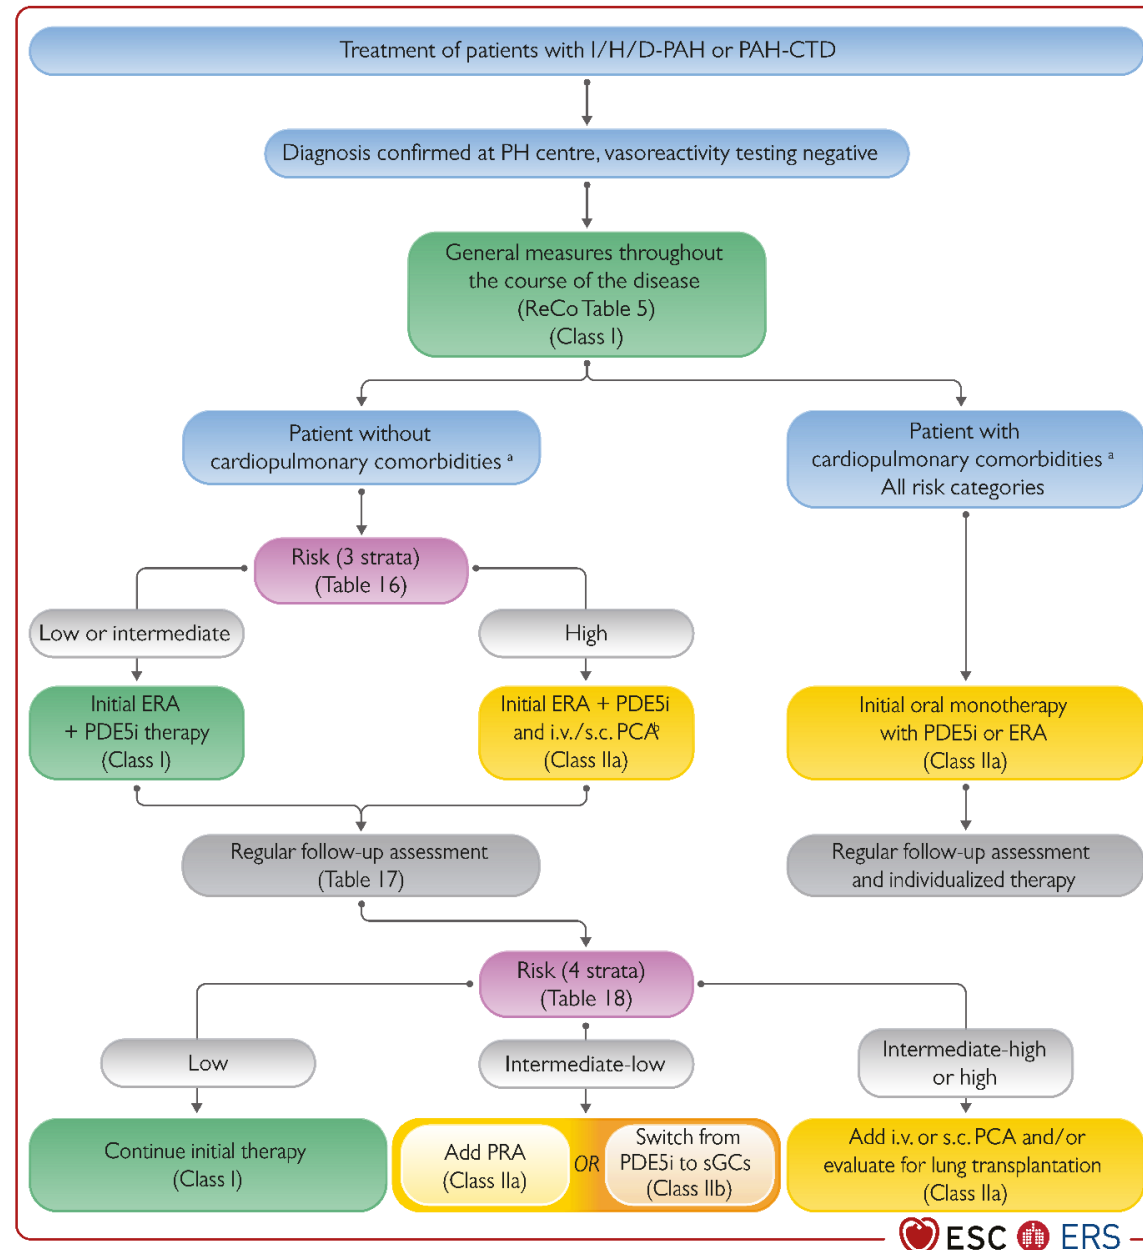 Treatment of patients with I/H/D-PAH or PAH-CTD
Diagnosis confirmed at PH centre, vasoreactivity testing negative
General measures throughout
the course of the disease
(ReCo Table 5)
(Class I)
Patient without
cardiopulmonary comorbidities a
Patient with
cardiopulmonary comorbidities a
All risk categories
Risk (3 strata)
(Table 16)
Low or intermediate
High
Initial ERA
+ PDE5i therapy
(Class I)
Initial ERA + PDE5i
and i.v./s.c. PCA b
(Class IIa)
Initial oral monotherapy
with PDE5i or ERA
(Class IIa)
Regular follow-up assessment
(Table 17)
Regular follow-up assessment
and individualized therapy
Risk (4 strata)
(Table 18)
Low
Intermediate-low
Intermediate-high
or high
Continue initial therapy
(Class I)
Add PRA
(Class IIa)
OR
Switch from
PDE5i to sGCs
(Class IIb)
Add i.v. or s.c. PCA and/or
evaluate for lung transplantation
(Class IIa)
ESC ERS